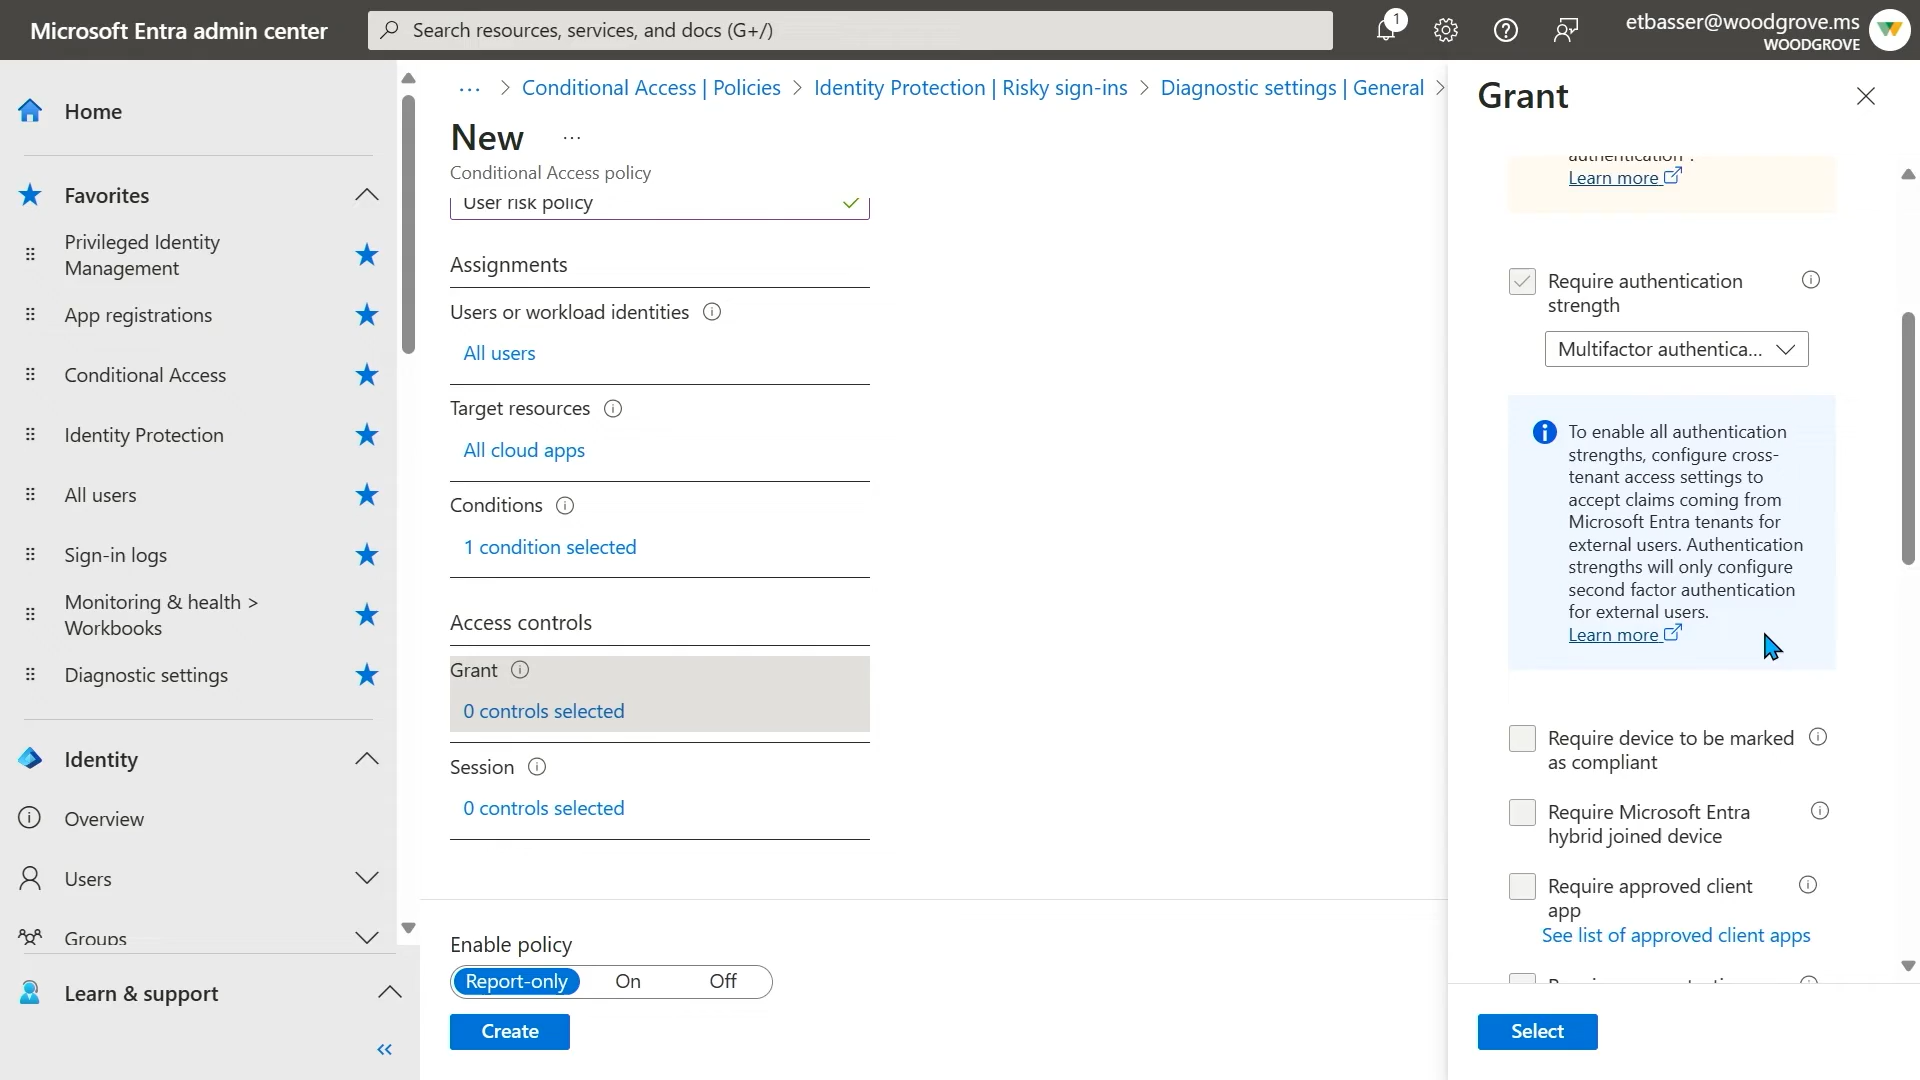 Microsoft Entra admin center
Search resources, services, and docs (G+/)
1
etbasser@woodgrove.ms
WOODGROVE
Home
Favorites
Privileged Identity
Management
App registrations
Conditional Access
Identity Protection
All users
Sign-in logs
Monitoring & health >
Workbooks
Diagnostic settings
Identity
Overview
Users
Groups
Learn & support
... > Conditional Access | Policies > Identity Protection | Risky sign-ins > Diagnostic settings | General >
New ...
Conditional Access policy
User risk policy
Assignments
Users or workload identities
All users
Target resources
All cloud apps
Conditions
1 condition selected
Access controls
Grant
0 controls selected
Session
0 controls selected
Enable policy
Report-only On Off
Create
Grant
authentication".
Learn more
Require authentication
strength
Multifactor authentica...
To enable all authentication
strengths, configure cross-
tenant access settings to
accept claims coming from
Microsoft Entra tenants for
external users. Authentication
strengths will only configure
second factor authentication
for external users.
Learn more
Require device to be marked
as compliant
Require Microsoft Entra
hybrid joined device
Require approved client
app
See list of approved client apps
Select